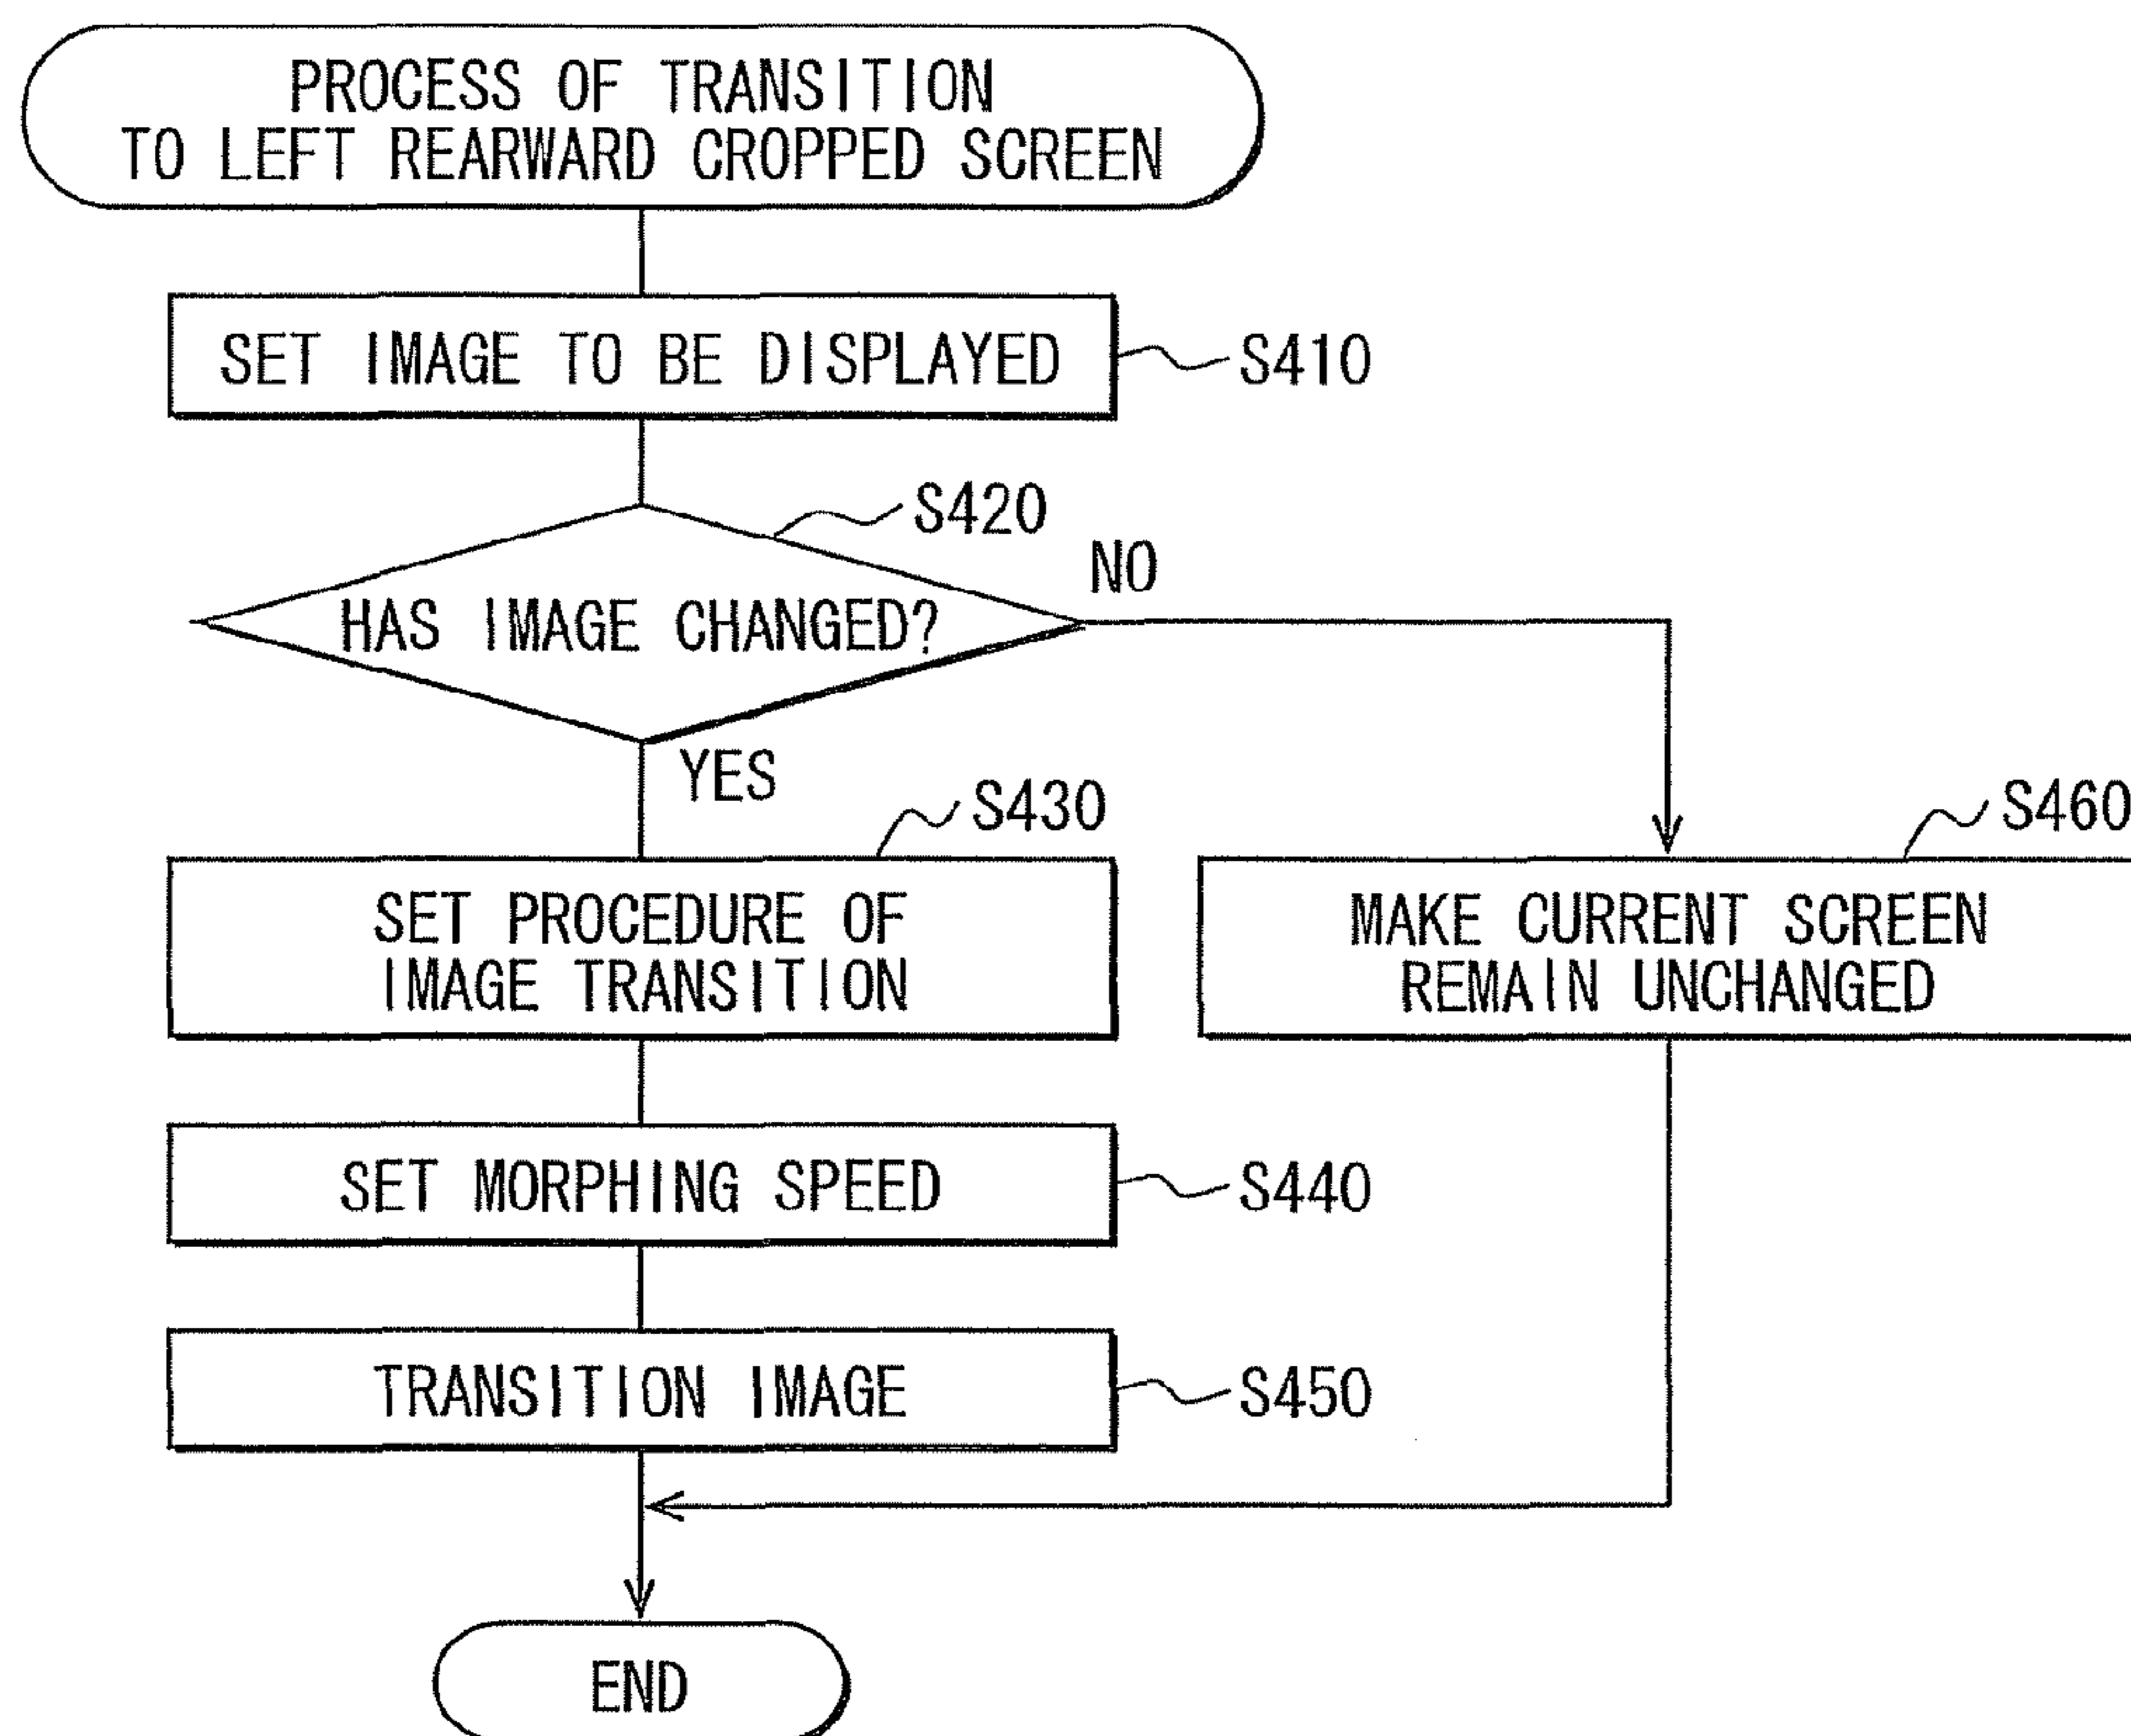 PROCESS OF TRANSITION
TO LEFT REARWARD CROPPED SCREEN
SET IMAGE TO BE DISPLAYED
S410
S420
HAS IMAGE CHANGED?
NO
YES
S430
SET PROCEDURE OF
IMAGE TRANSITION
S460
MAKE CURRENT SCREEN
REMAIN UNCHANGED
SET MORPHING SPEED
S440
TRANSITION IMAGE
S450
END